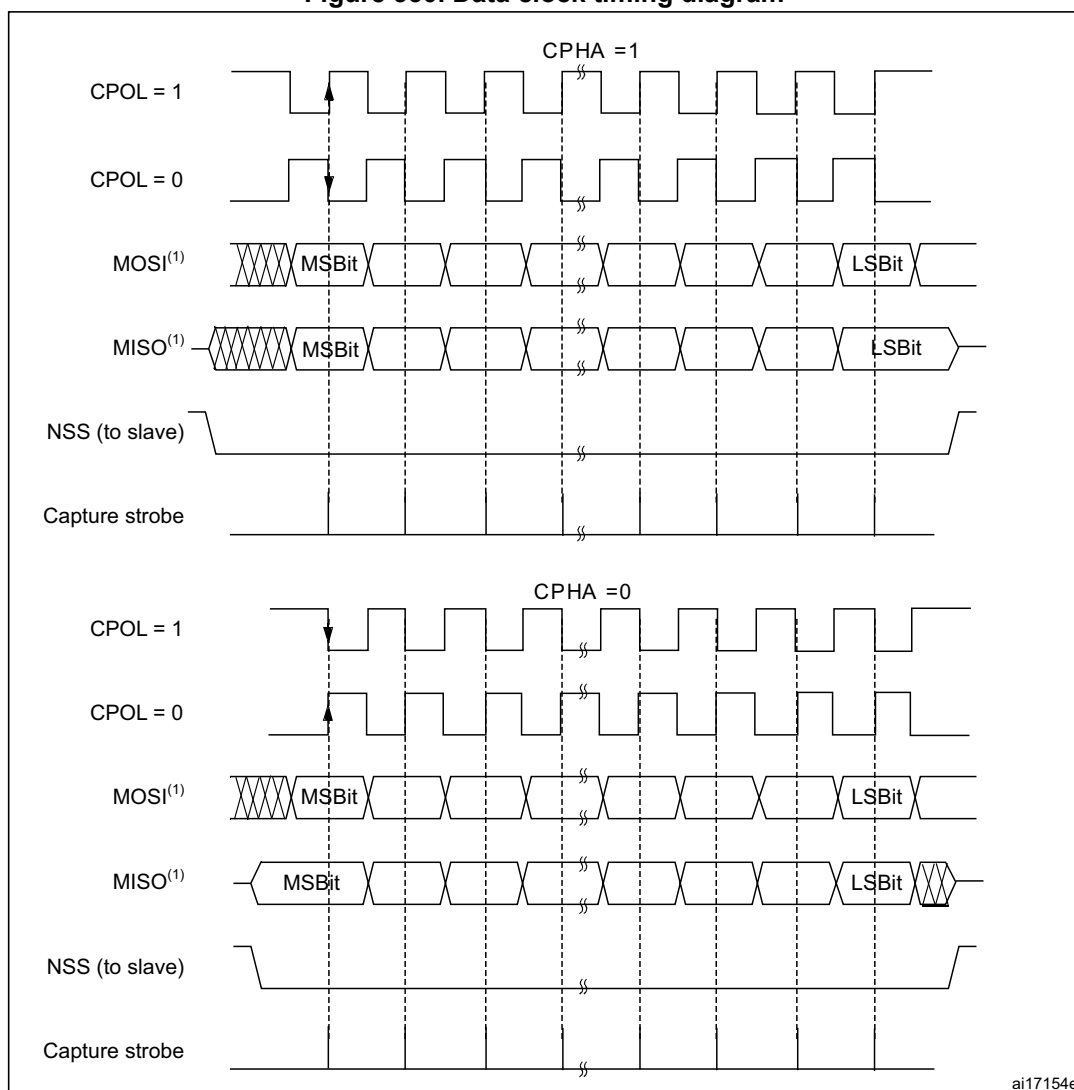 CPHA =1
CPOL = 1
CPOL = 0
MOSI(1)
MSBit
LSBit
MISO(1)
MSBit
LSBit
NSS (to slave)
Capture strobe
CPHA =0
CPOL = 1
CPOL = 0
MOSI(1)
MSBit
LSBit
MISO(1)
MSBit
LSBit
NSS (to slave)
Capture strobe
ai17154e